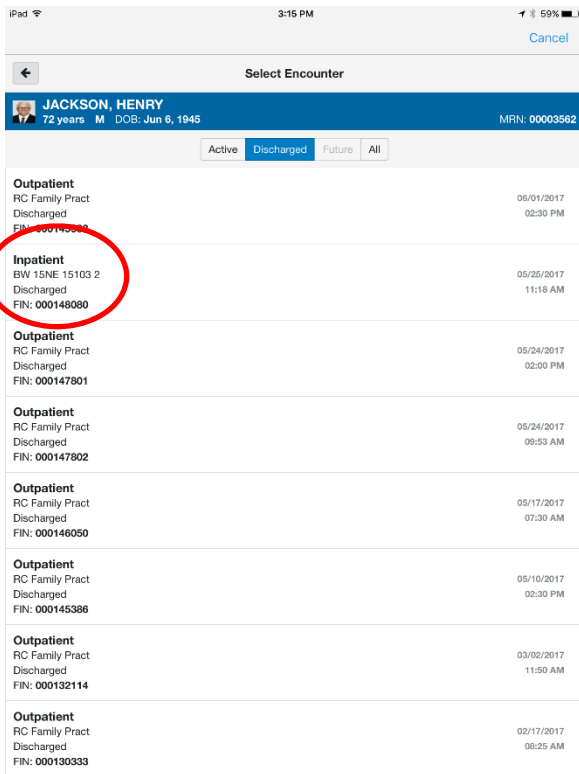 iPad 3:15 PM 59%
Cancel
Select Encounter
JACKSON, HENRY
72 years M DOB: Jun 6, 1945 MRN: 00003562
Active Discharged Future All
Outpatient
RC Family Pract 06/01/2017
Discharged 02:30 PM
FIN:
Inpatient
BW 15NE 15103 2 05/25/2017
Discharged 11:18 AM
FIN: 000148080
Outpatient
RC Family Pract 05/24/2017
Discharged 02:00 PM
FIN: 000147801
Outpatient
RC Family Pract 05/24/2017
Discharged 09:53 AM
FIN: 000147802
Outpatient
RC Family Pract 05/17/2017
Discharged 07:30 AM
FIN: 000146050
Outpatient
RC Family Pract 05/10/2017
Discharged 02:30 PM
FIN: 000145386
Outpatient
RC Family Pract 03/02/2017
Discharged 11:50 AM
FIN: 000132114
Outpatient
RC Family Pract 02/17/2017
Discharged 08:25 AM
FIN: 000130333